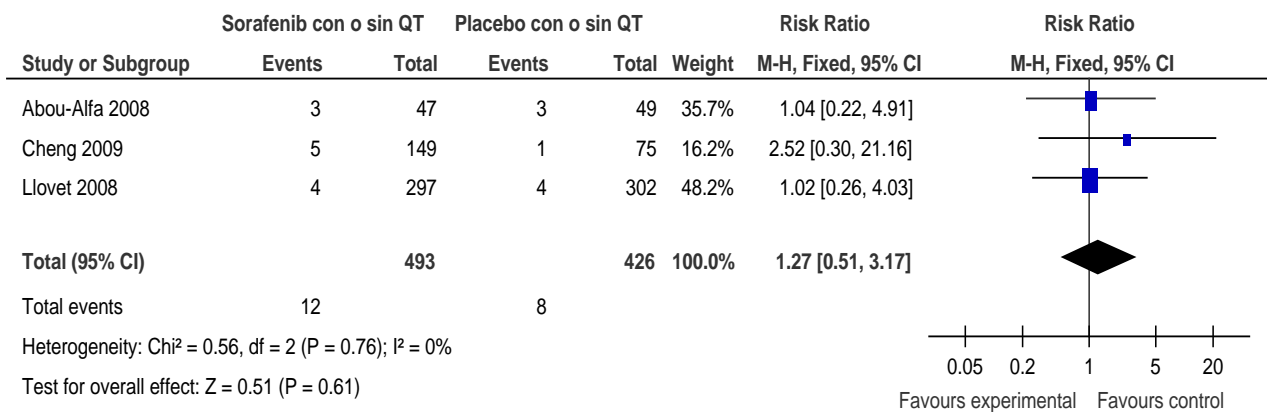 Sorafenib con o sin QT Placebo con o sin QT Risk Ratio Risk Ratio
Study or Subgroup Events Total Events Total Weight M-H, Fixed, 95% CI M-H, Fixed, 95% CI
Abou-Alfa 2008 3 47 3 49 35.7% 1.04 [0.22, 4.91]
Cheng 2009 5 149 1 75 16.2% 2.52 [0.30, 21.16]
Llovet 2008 4 297 4 302 48.2% 1.02 [0.26, 4.03]
Total (95% CI) 493 426 100.0% 1.27 [0.51, 3.17]
Total events 12 8
Heterogeneity: Chi² = 0.56, df = 2 (P = 0.76); I² = 0%
Test for overall effect: Z = 0.51 (P = 0.61)
0.05 0.2 1 5 20
Favours experimental Favours control